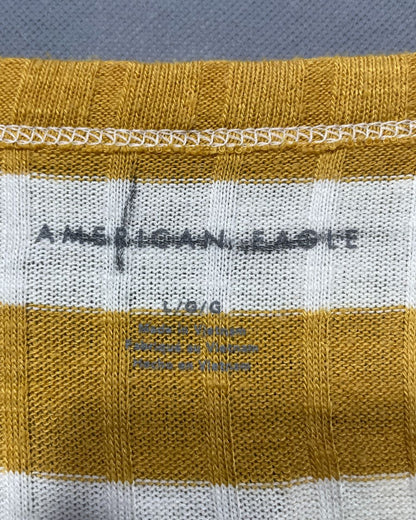 AMERICAN EAGLE
L/G/G
Made in Vietnam
Fabriqué au Vietnam
Hecho en Vietnam